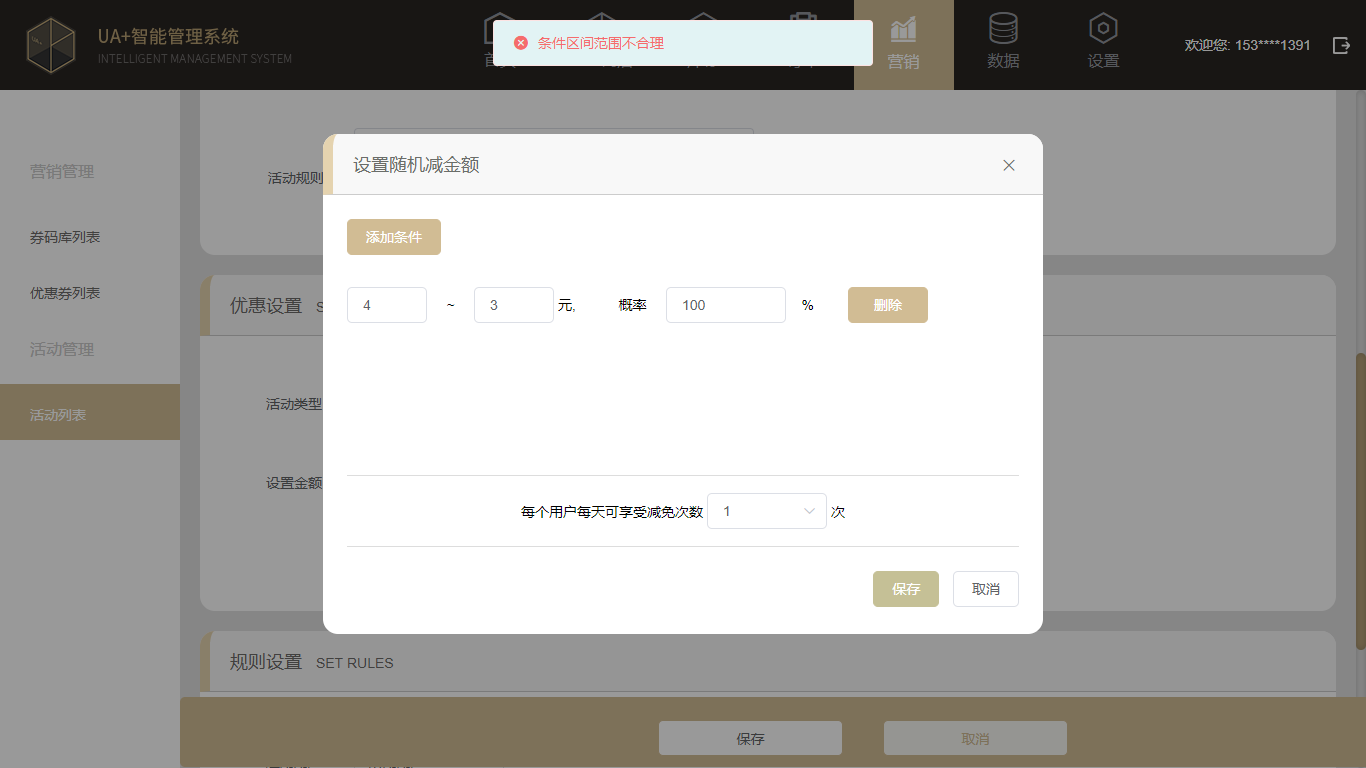 UA+智能管理系统
INTELLIGENT MANAGEMENT SYSTEM
条件区间范围不合理
营销
数据
设置
欢迎您: 153****1391
营销管理
券码库列表
优惠券列表
活动管理
活动列表
活动规则
优惠设置
活动类型
设置金额
设置随机减金额
添加条件
4 ~ 3 元, 概率 100 % 删除
每个用户每天可享受减免次数 1 次
保存 取消
规则设置 SET RULES
保存 取消